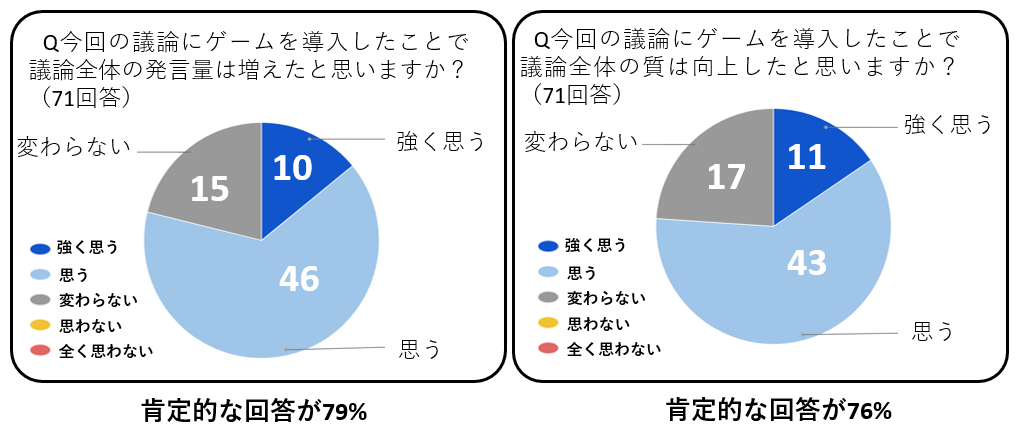 Q今回の議論にゲームを導入したことで
議論全体の発言量は増えたと思いますか？
（71回答）
変わらない
強く思う
10
15
46
強く思う
思う
変わらない
思わない
全く思わない
思う
肯定的な回答が79%
Q今回の議論にゲームを導入したことで
議論全体の質は向上したと思いますか？
（71回答）
変わらない
強く思う
11
17
43
強く思う
思う
変わらない
思わない
全く思わない
思う
肯定的な回答が76%